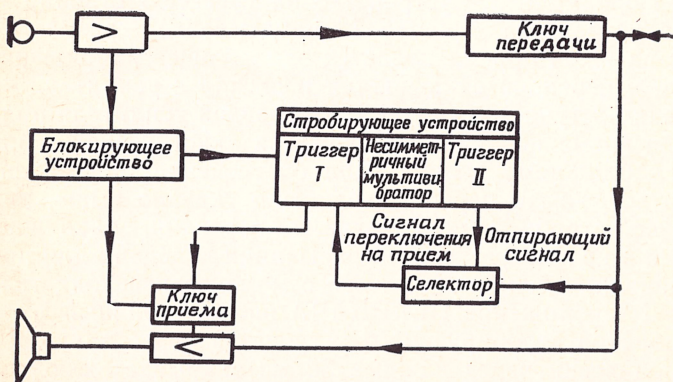 >
Ключ
передачи
Блокирующее
устройство
Стробирующее устройство
Триггер
I
Несиммет-
ричный
мультиви-
братор
Триггер
II
Сигнал
переключения
на прием
Отпирающий
сигнал
Селектор
Ключ
приема
<